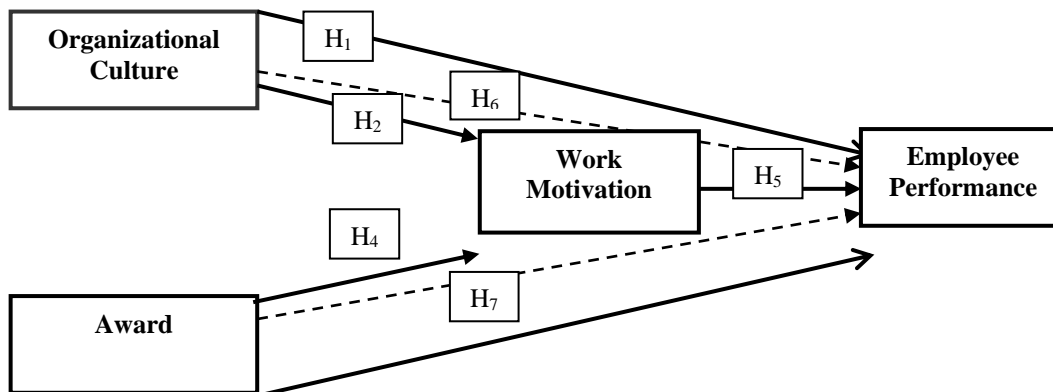 Organizational
Culture
H₁
H₆
H₂
Work
Motivation
H₅
Employee
Performance
H₄
H₇
Award